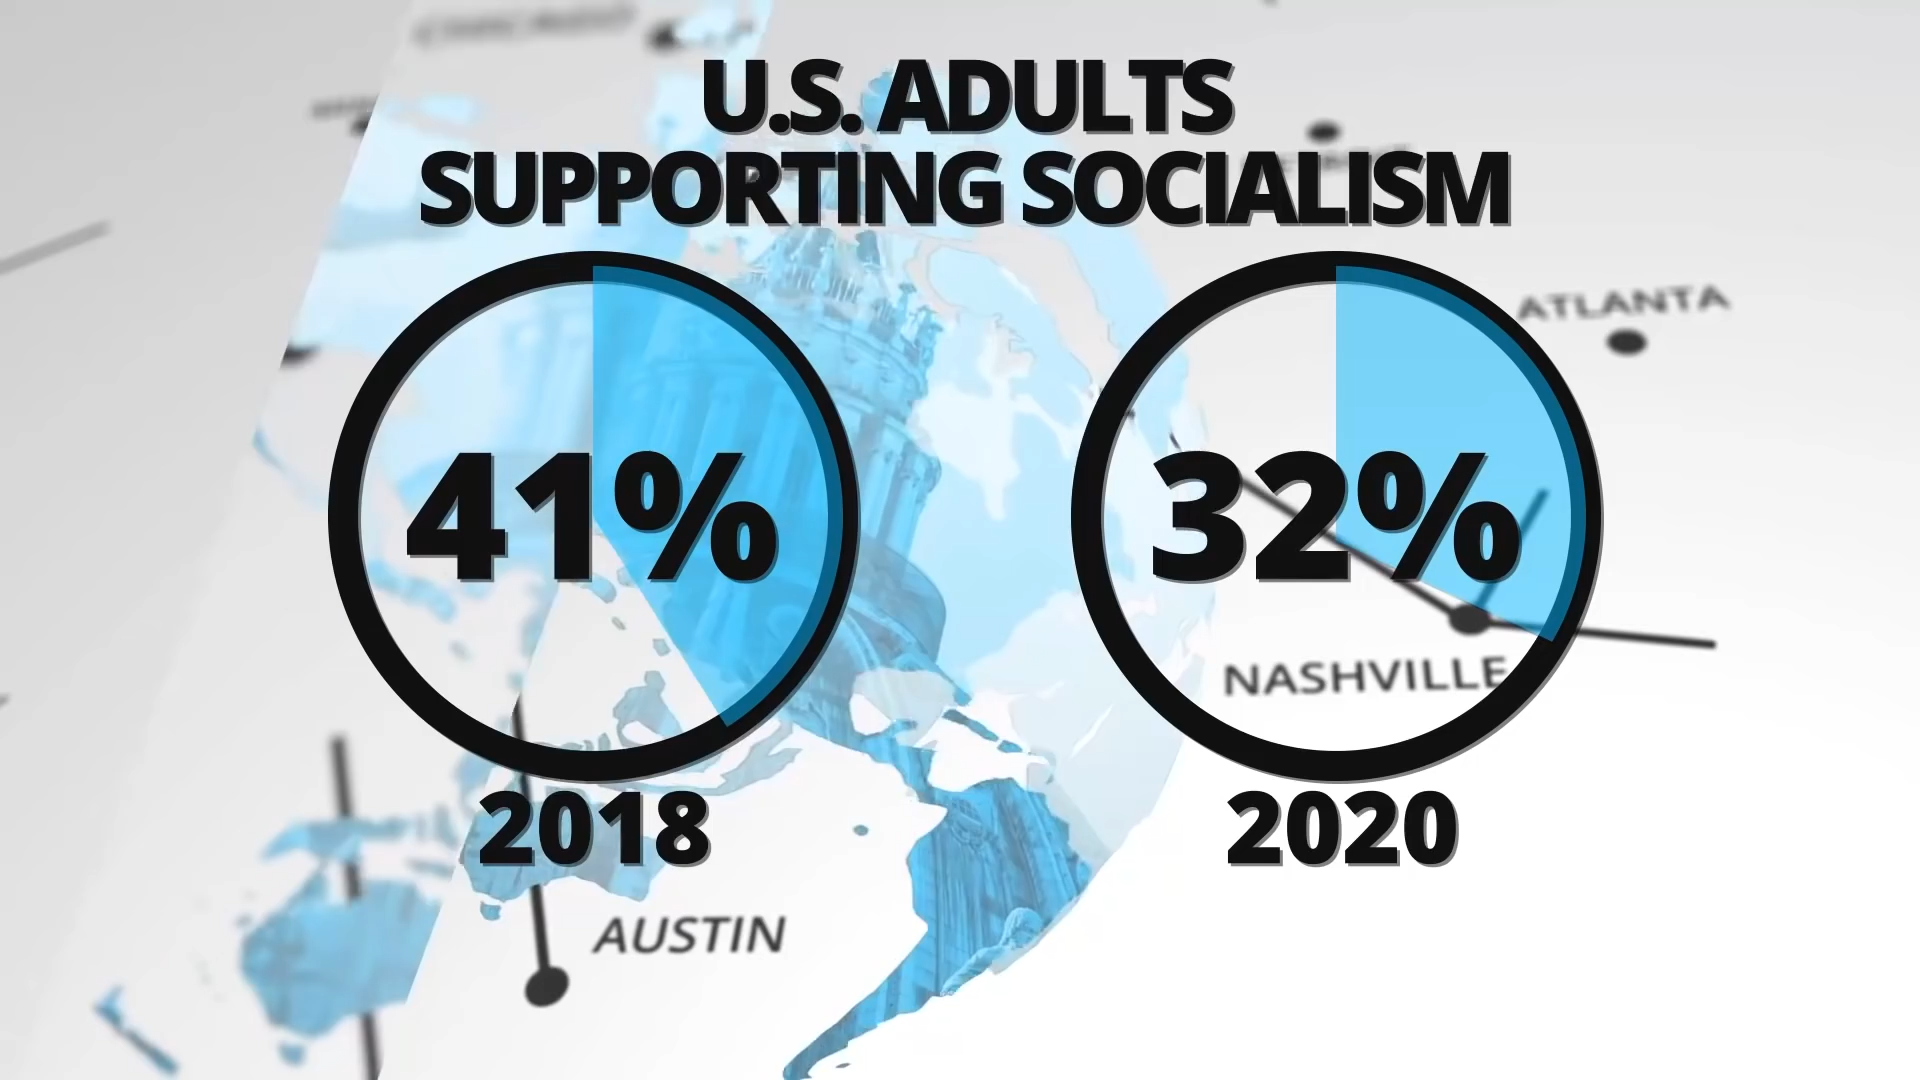 U.S. ADULTS
SUPPORTING SOCIALISM
ATLANTA
41%
32%
NASHVILLE
2018
2020
AUSTIN